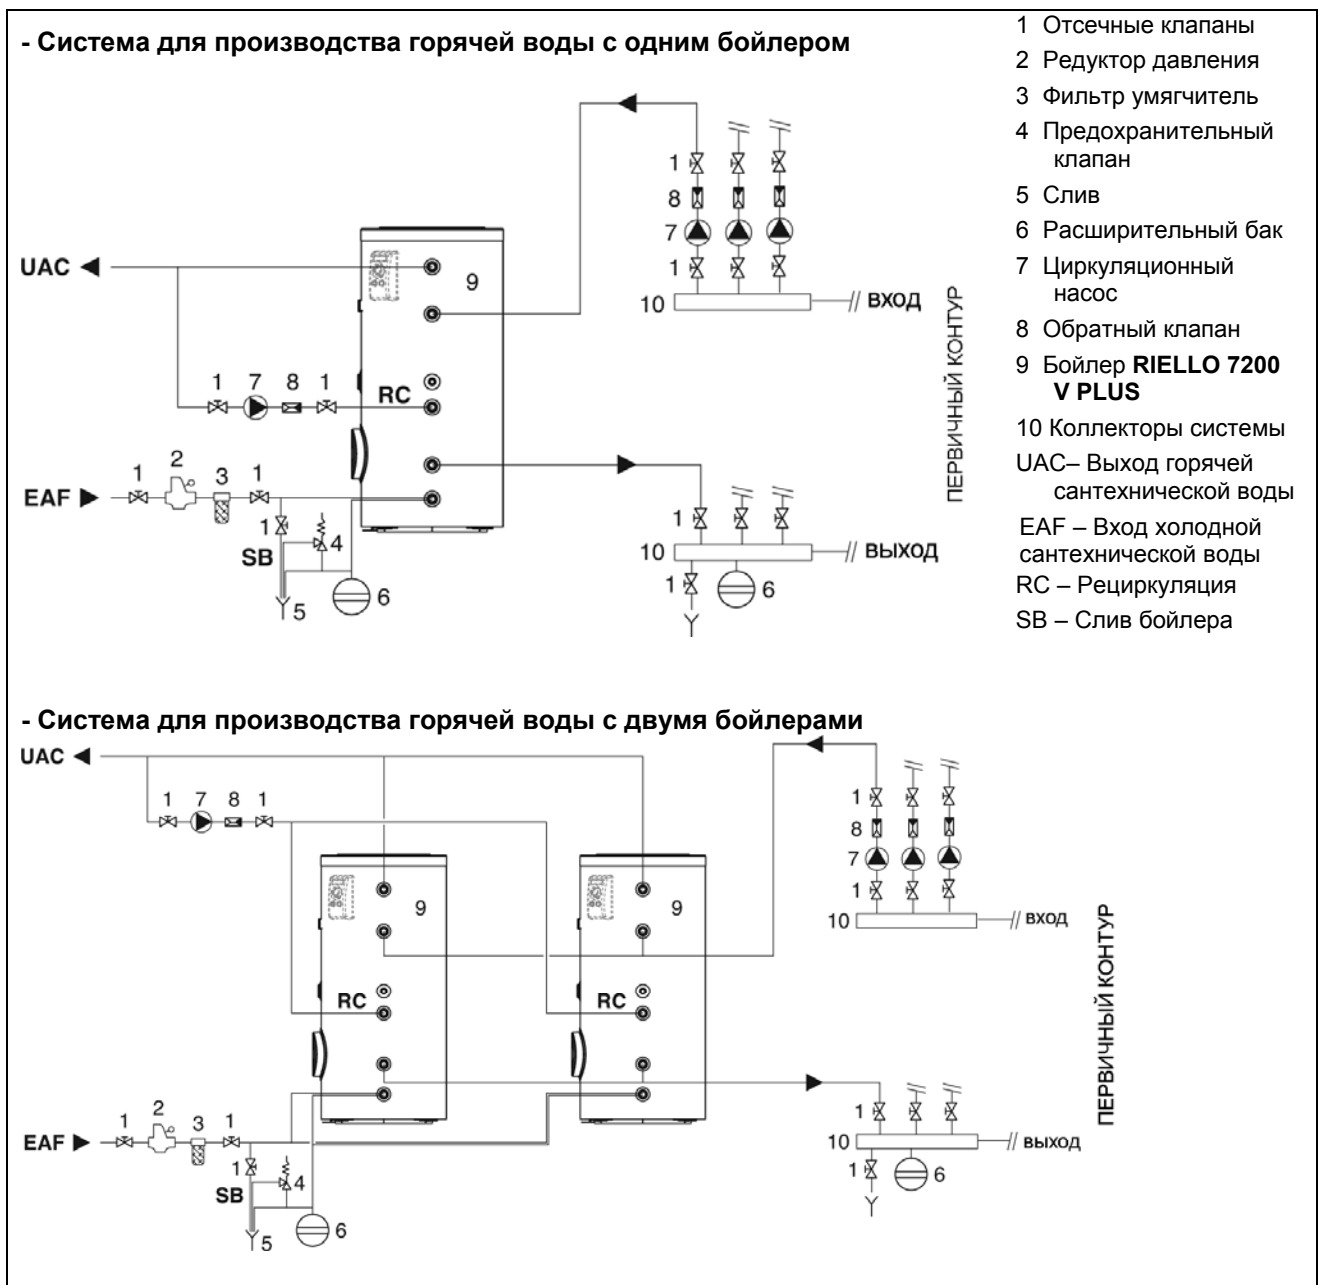 - Система для производства горячей воды с одним бойлером
1 8 7 1
10
// ВХОД
ПЕРВИЧНЫЙ КОНТУР
UAC
9
1 7 8 1
RC
1 2 3 1
EAF
1
SB
4
5
6
1
10
// ВЫХОД
1
6
1 Отсечные клапаны
2 Редуктор давления
3 Фильтр умягчитель
4 Предохранительный
клапан
5 Слив
6 Расширительный бак
7 Циркуляционный
насос
8 Обратный клапан
9 Бойлер RIELLO 7200
V PLUS
10 Коллекторы системы
UAC– Выход горячей
сантехнической воды
EAF – Вход холодной
сантехнической воды
RC – Рециркуляция
SB – Слив бойлера
- Система для производства горячей воды с двумя бойлерами
UAC
1 7 8 1
1
8
7
1
10
// ВХОД
ПЕРВИЧНЫЙ КОНТУР
9
9
RC
RC
1 2 3 1
EAF
1
SB
4
5
6
1
10
// ВЫХОД
1
6